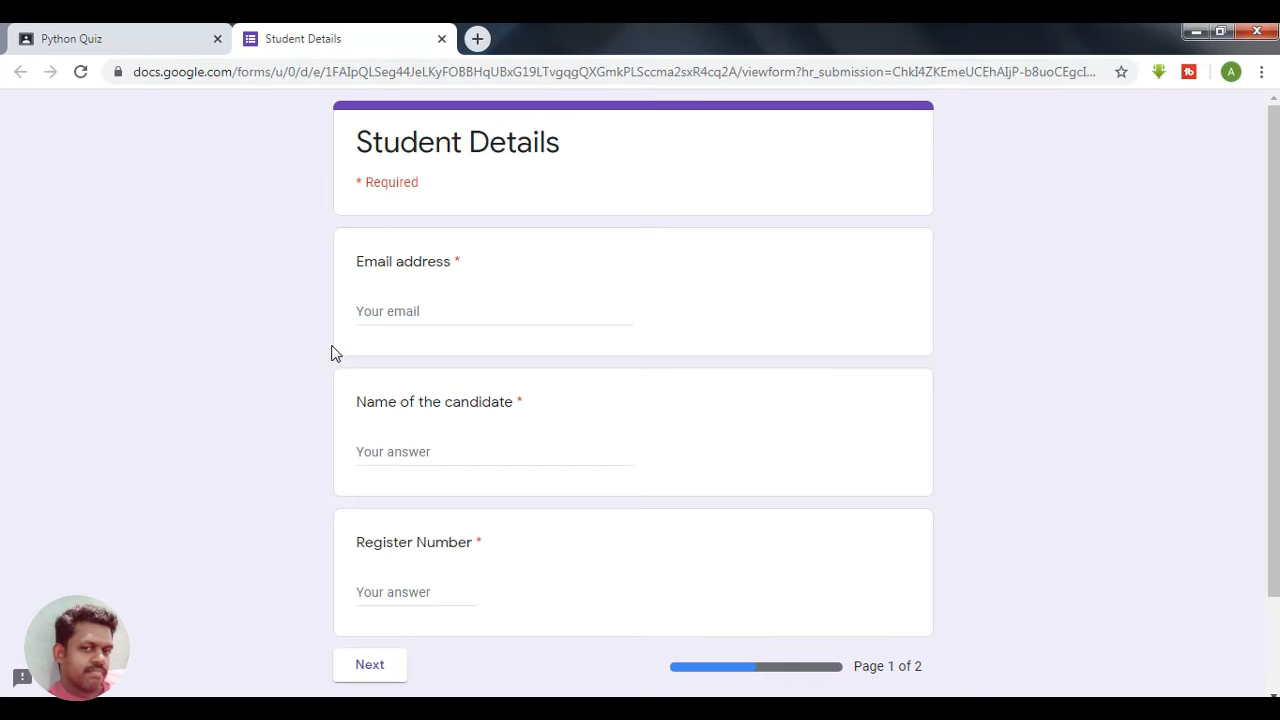 Python Quiz
Student Details
docs.google.com/forms/u/0/d/e/1FAIpQLSeg44JeLKyFOBBHqUBxG19LTvgqgQXGmkPLSccma2sxR4cq2A/viewform?hr_submission=ChkI4ZKEmeUCEhAIjP-b8uoCEgcI...
A
Student Details
* Required
Email address *
Your email
Name of the candidate *
Your answer
Register Number *
Your answer
Next
Page 1 of 2